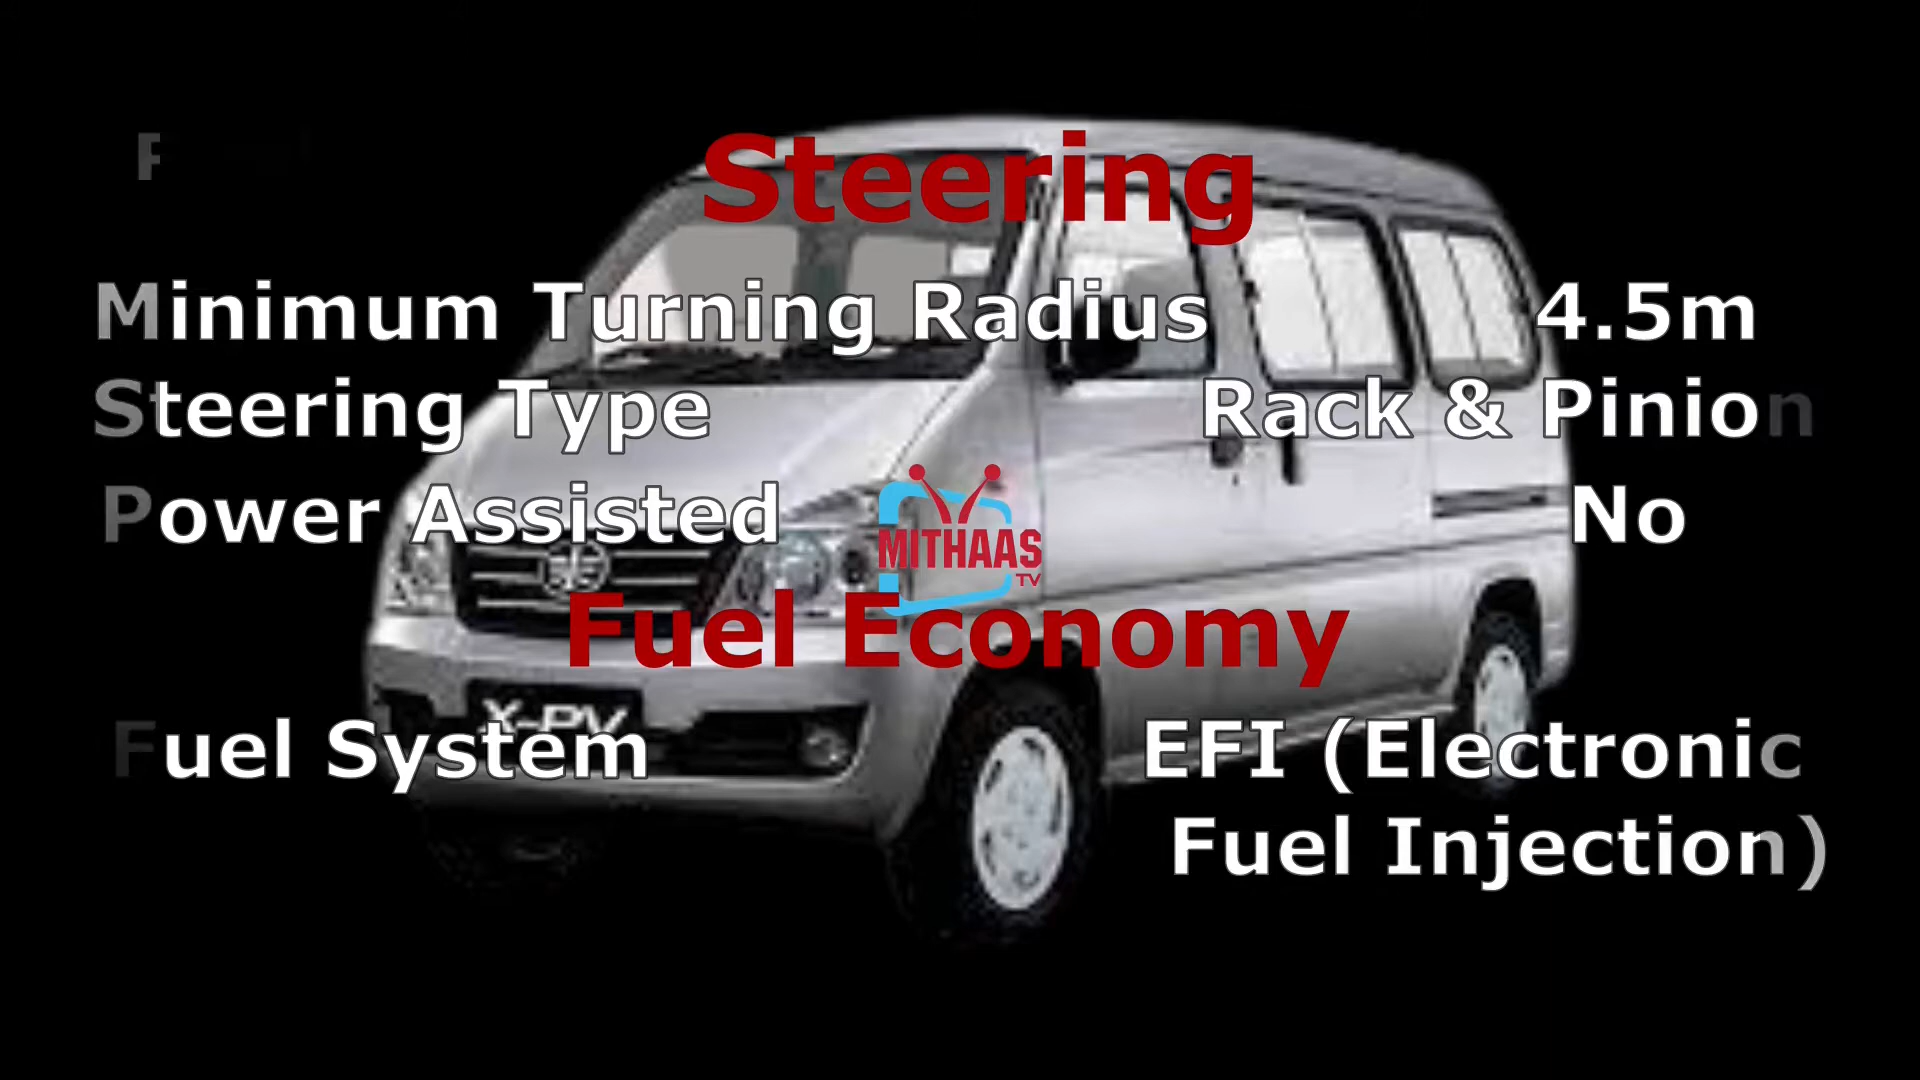 Steering
Minimum Turning Radius 4.5m
Steering Type Rack & Pinion
Power Assisted No
MITHAAS
TV
Fuel Economy
X-PV
Fuel System EFI (Electronic
Fuel Injection)